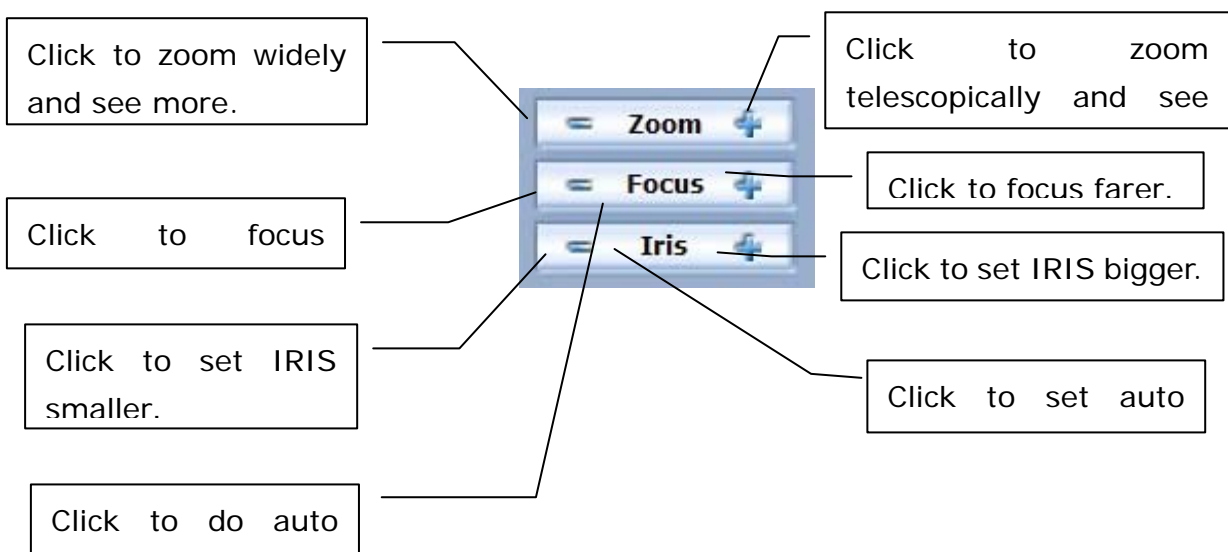 Click to zoom widely
and see more.
Click to zoom
telescopically and see
Zoom
Focus
Iris
Click to focus farer.
Click to focus
Click to set IRIS bigger.
Click to set IRIS
smaller.
Click to set auto
Click to do auto